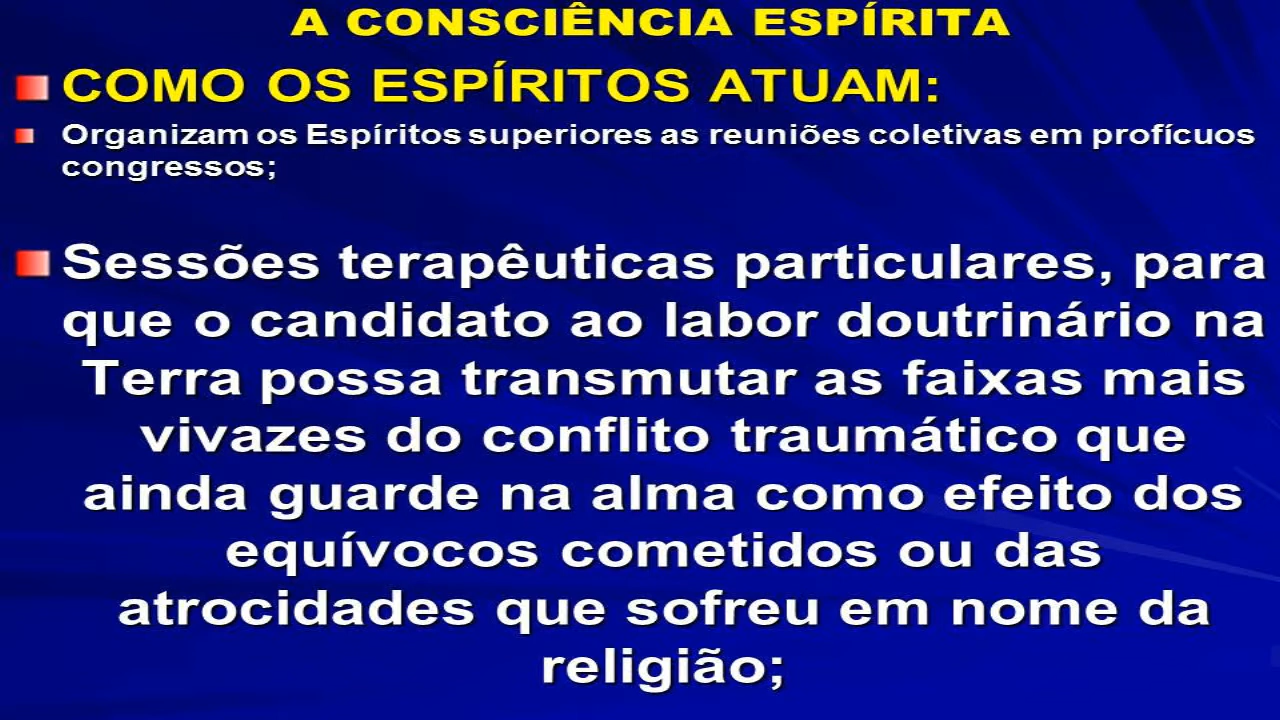 A CONSCIÊNCIA ESPÍRITA
COMO OS ESPÍRITOS ATUAM:
Organizam os Espíritos superiores as reuniões coletivas em profícuos
congressos;
Sessões terapêuticas particulares, para
que o candidato ao labor doutrinário na
Terra possa transmutar as faixas mais
vivazes do conflito traumático que
ainda guarde na alma como efeito dos
equívocos cometidos ou das
atrocidades que sofreu em nome da
religião;